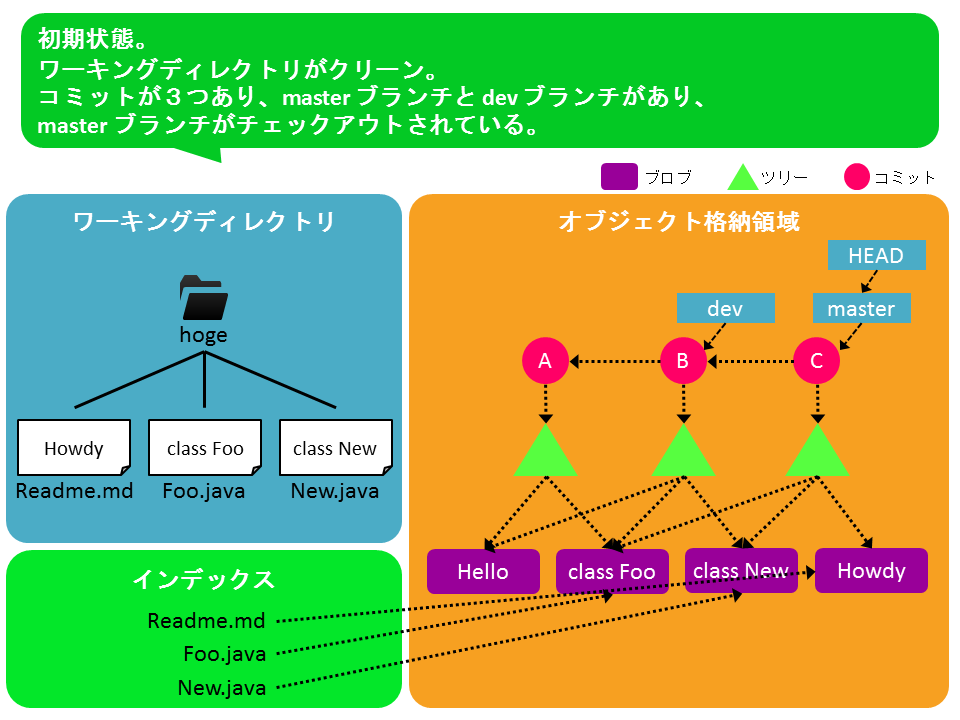 初期状態。
ワーキングディレクトリがクリーン。
コミットが３つあり、master ブランチと dev ブランチがあり、
master ブランチがチェックアウトされている。
ブロブ
ツリー
コミット
ワーキングディレクトリ
hoge
Howdy
class Foo
class New
Readme.md
Foo.java
New.java
オブジェクト格納領域
HEAD
dev
master
A
B
C
Hello
class Foo
class New
Howdy
インデックス
Readme.md
Foo.java
New.java